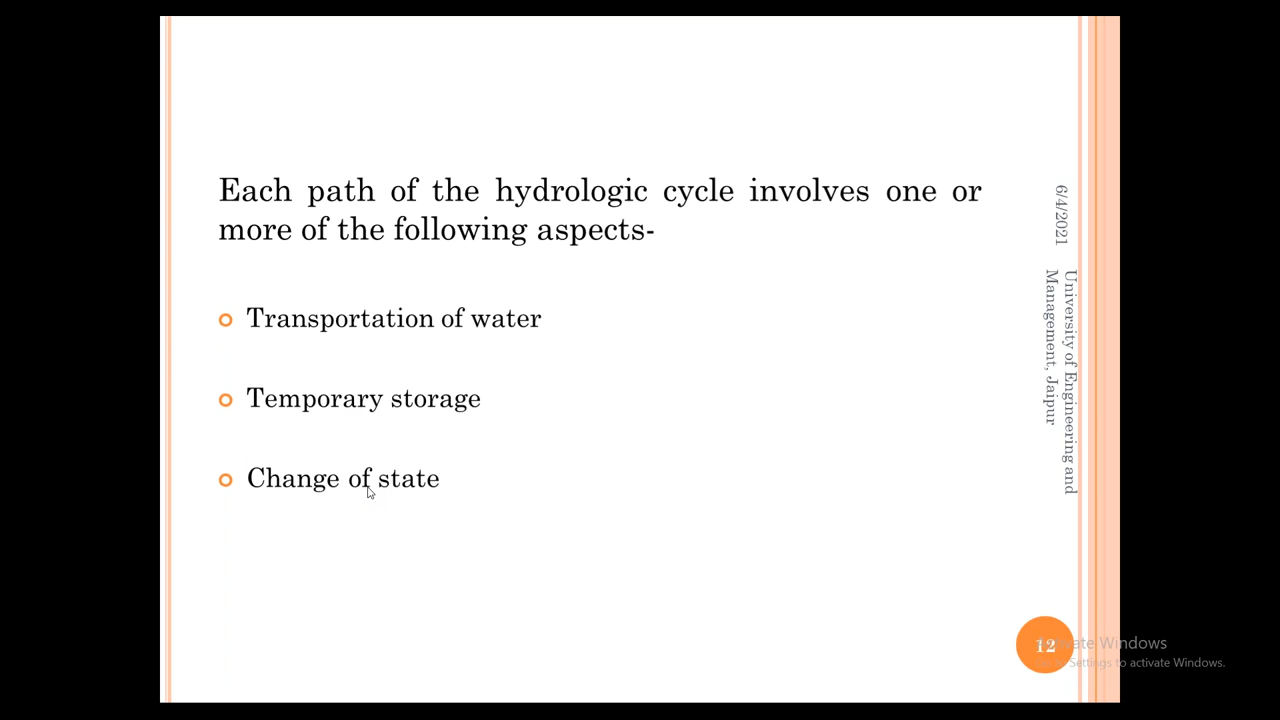 Each path of the hydrologic cycle involves one or
more of the following aspects-
Transportation of water
Temporary storage
Change of state
6/4/2021
University of Engineering and
Management, Jaipur
12
Windows
Settings to activate Windows.